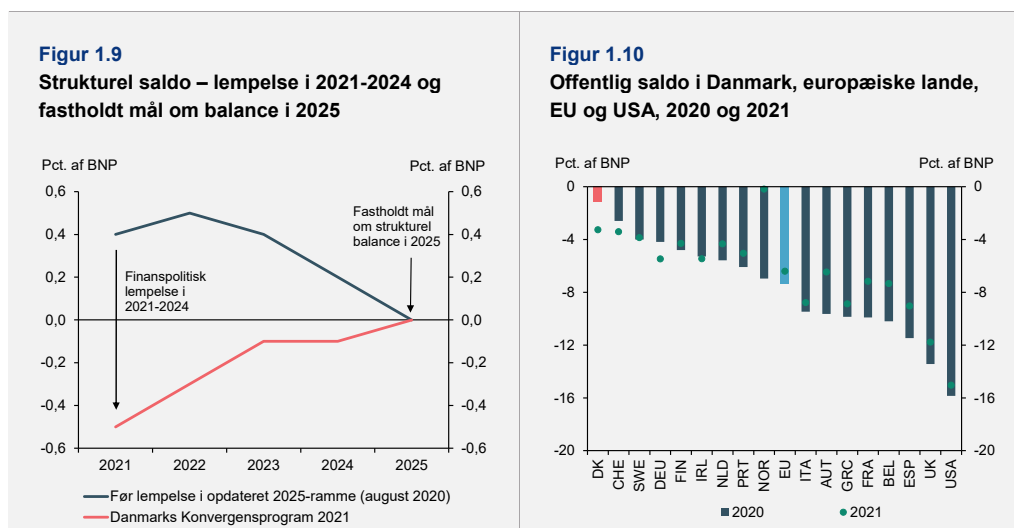 Figur 1.9
Strukturel saldo – lempelse i 2021-2024 og
fastholdt mål om balance i 2025
Pct. af BNP
Pct. af BNP
0,6
0,4
0,2
0,0
-0,2
-0,4
-0,6
0,6
0,4
0,2
0,0
-0,2
-0,4
-0,6
Fastholdt mål
om strukturel
balance i 2025
Finanspolitisk
lempelse i
2021-2024
2021
2022
2023
2024
2025
Før lempelse i opdateret 2025-ramme (august 2020)
Danmarks Konvergensprogram 2021
Figur 1.10
Offentlig saldo i Danmark, europæiske lande,
EU og USA, 2020 og 2021
Pct. af BNP
Pct. af BNP
0
-4
-8
-12
-16
-20
0
-4
-8
-12
-16
-20
DK
CHE
SWE
DEU
FIN
IRL
NLD
PRT
NOR
EU
ITA
AUT
GRC
FRA
BEL
ESP
UK
USA
2020
2021